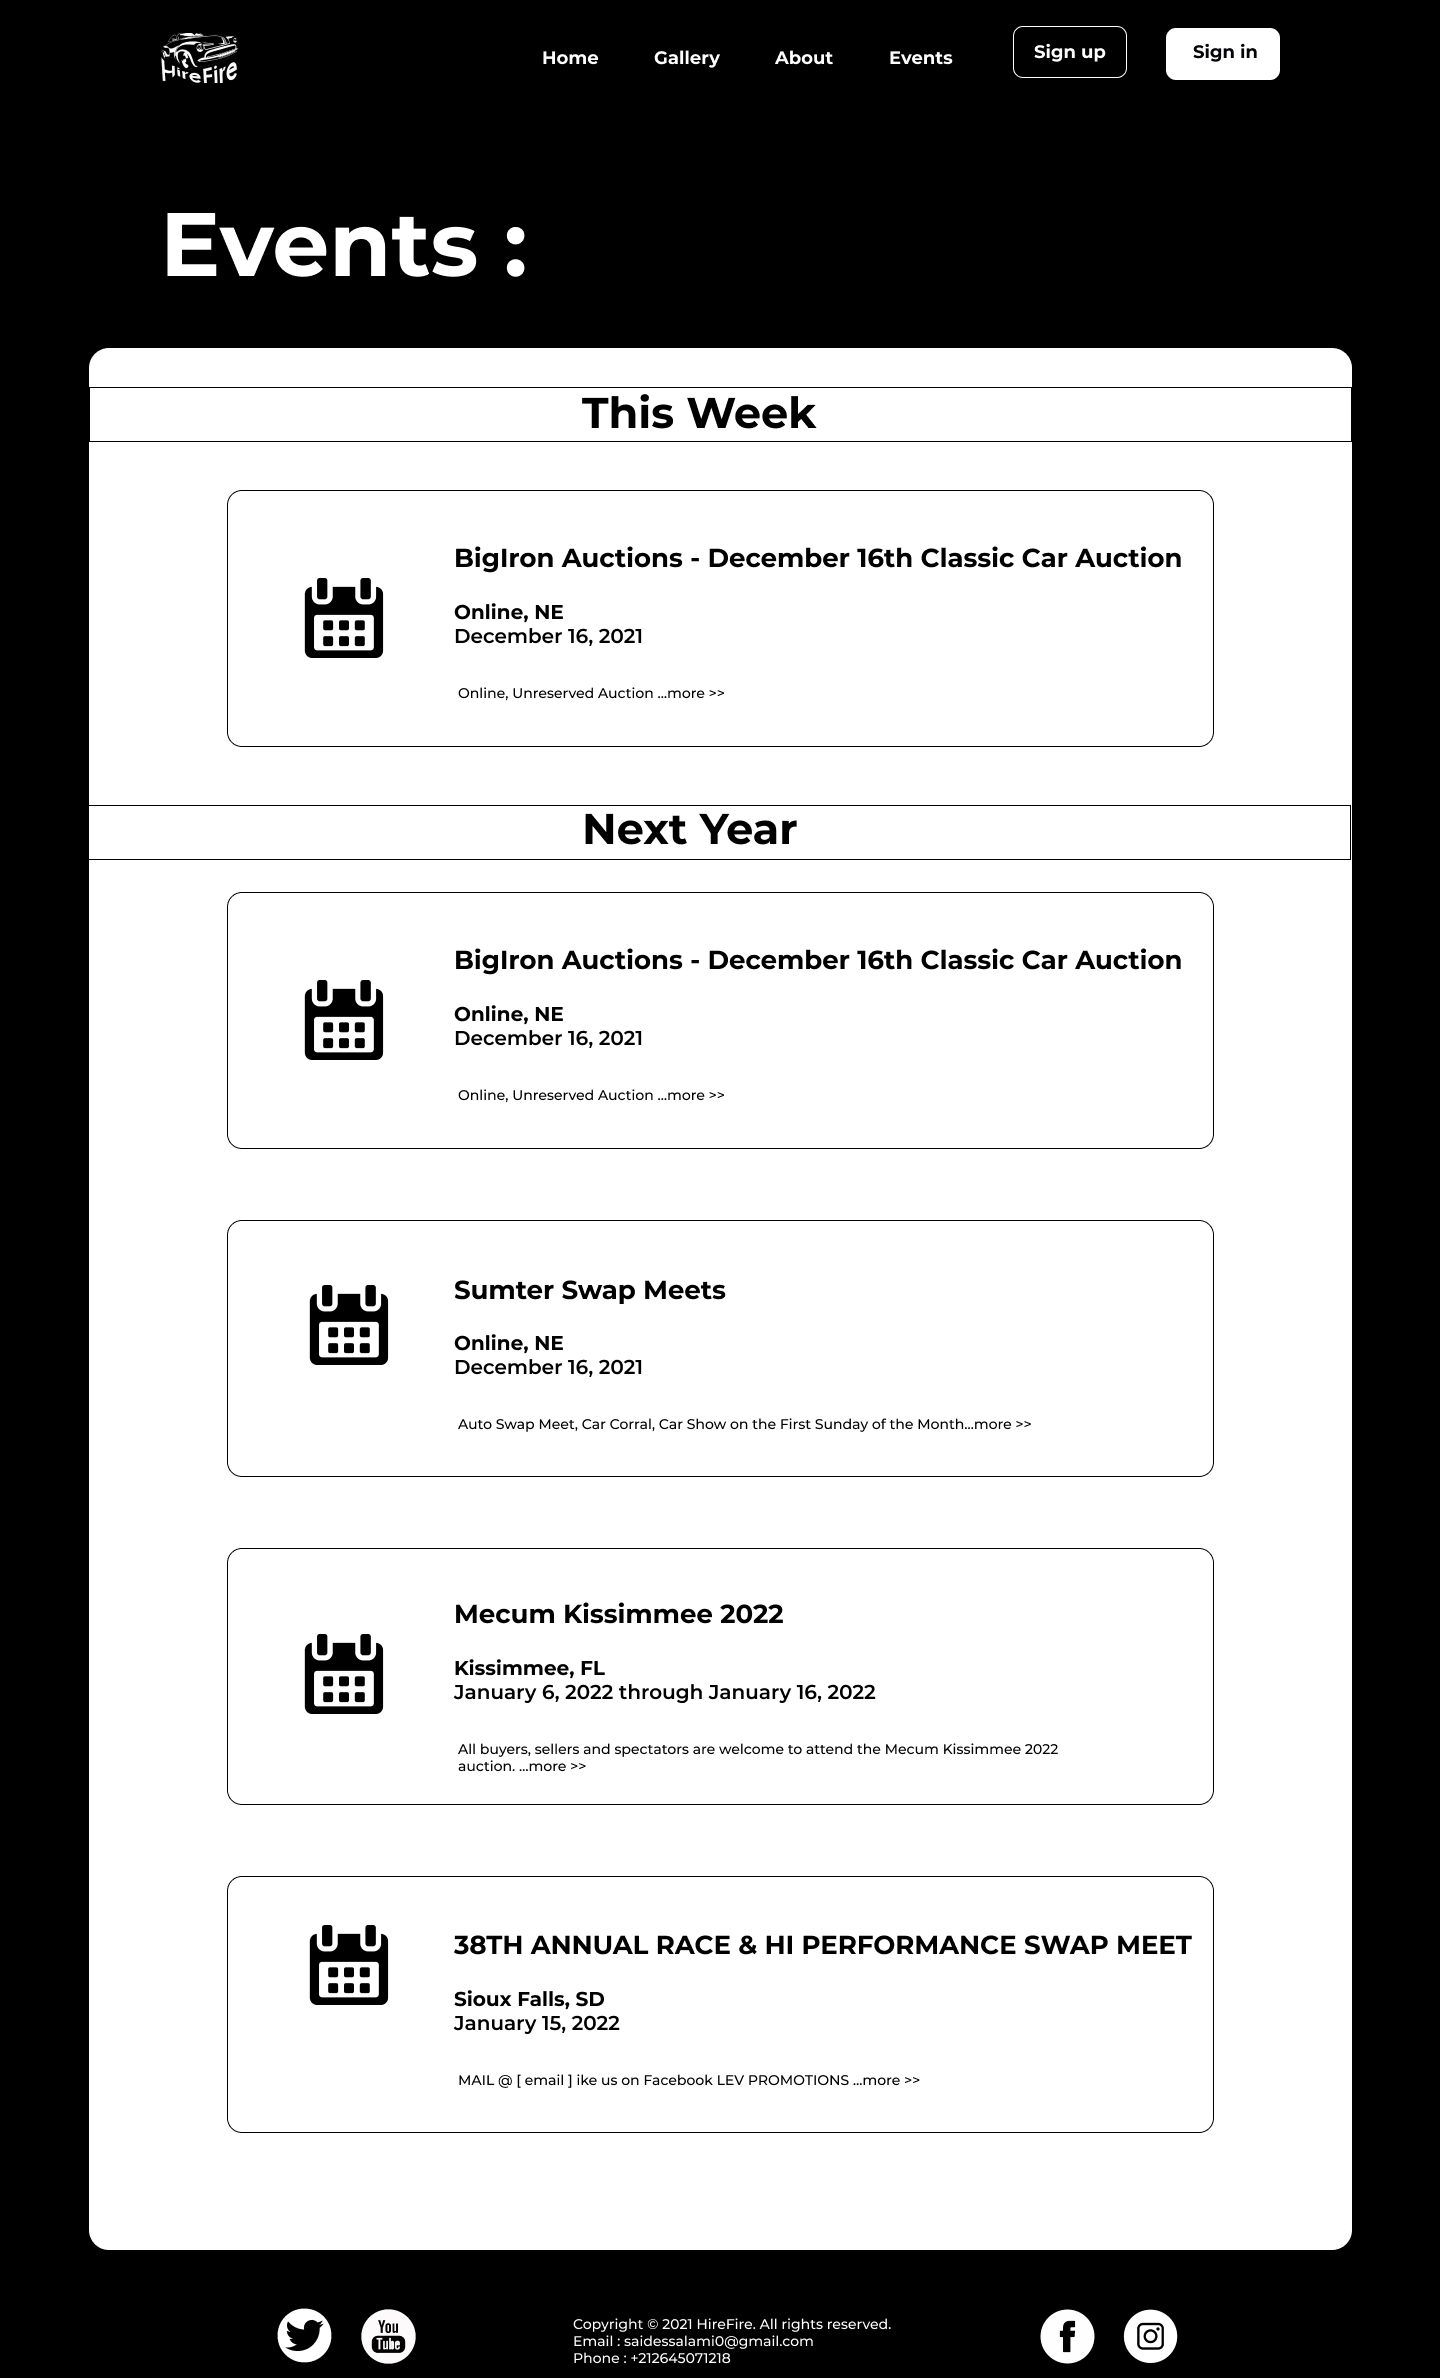 HireFire
Home Gallery About Events Sign up Sign in
Events :
This Week
BigIron Auctions - December 16th Classic Car Auction
Online, NE
December 16, 2021
Online, Unreserved Auction ...more >>
Next Year
BigIron Auctions - December 16th Classic Car Auction
Online, NE
December 16, 2021
Online, Unreserved Auction ...more >>
Sumter Swap Meets
Online, NE
December 16, 2021
Auto Swap Meet, Car Corral, Car Show on the First Sunday of the Month...more >>
Mecum Kissimmee 2022
Kissimmee, FL
January 6, 2022 through January 16, 2022
All buyers, sellers and spectators are welcome to attend the Mecum Kissimmee 2022
auction. ...more >>
38TH ANNUAL RACE & HI PERFORMANCE SWAP MEET
Sioux Falls, SD
January 15, 2022
MAIL @ [ email ] ike us on Facebook LEV PROMOTIONS ...more >>
You
Tube
Copyright © 2021 HireFire. All rights reserved.
Email : saidessalami0@gmail.com
Phone : +212645071218